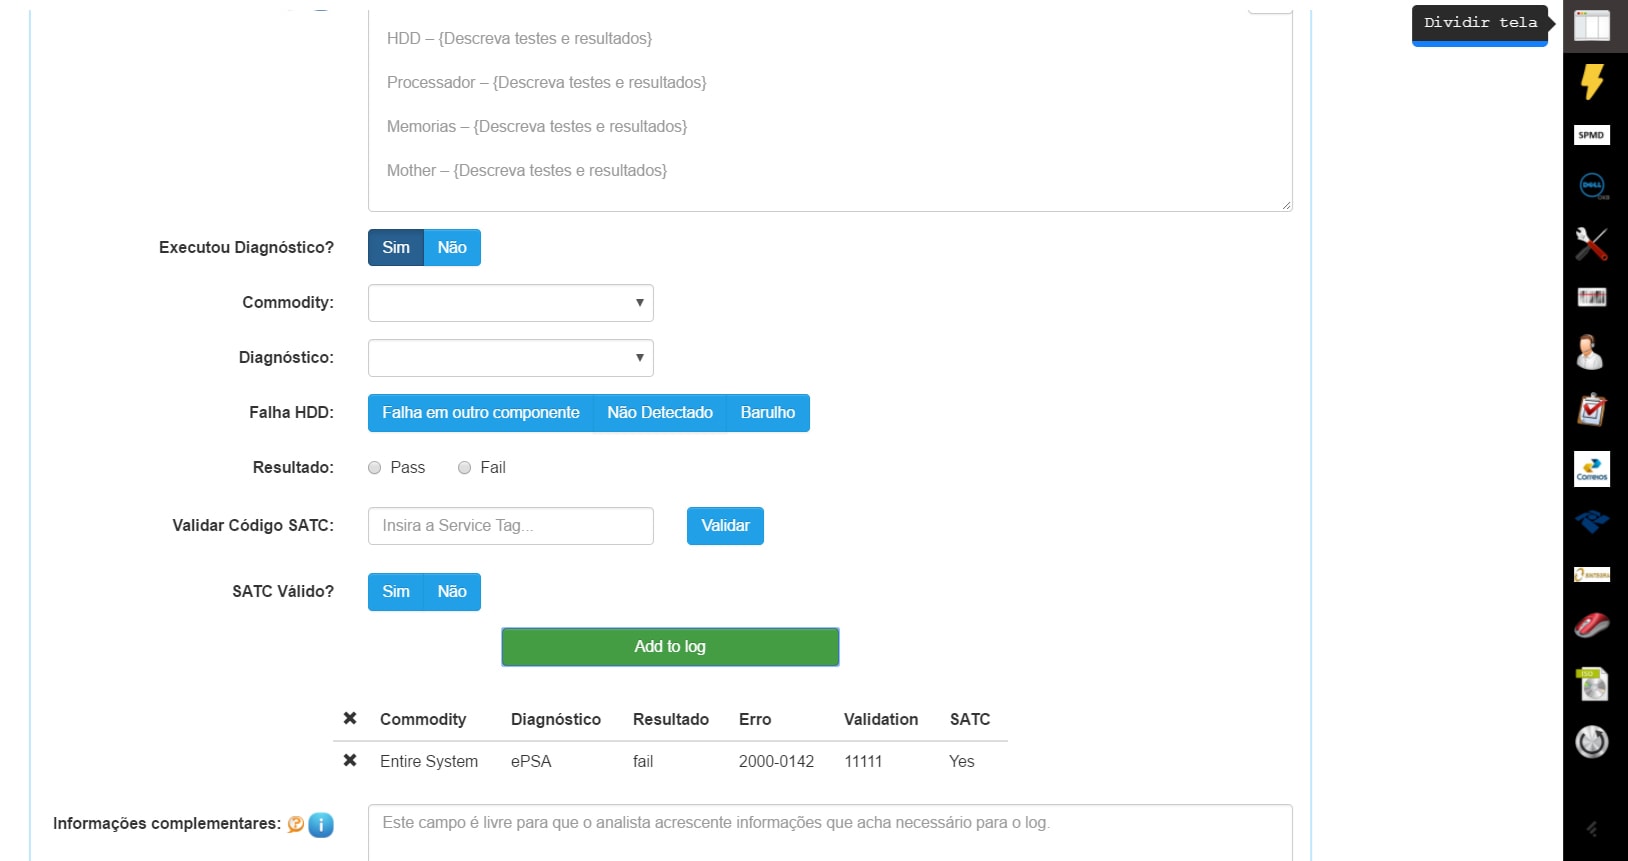 Dividir tela
HDD – {Descreva testes e resultados}
Processador – {Descreva testes e resultados}
Memorias – {Descreva testes e resultados}
Mother – {Descreva testes e resultados}
SPMD
DELL
Executou Diagnóstico? Sim Não
Commodity:
Diagnóstico:
Falha HDD: Falha em outro componente Não Detectado Barulho
Resultado: Pass Fail
Correios
Validar Código SATC: Insira a Service Tag... Validar
SATC Válido? Sim Não
Add to log
ISO
Commodity Diagnóstico Resultado Erro Validation SATC
Entire System ePSA fail 2000-0142 11111 Yes
Informações complementares: Este campo é livre para que o analista acrescente informações que acha necessário para o log.